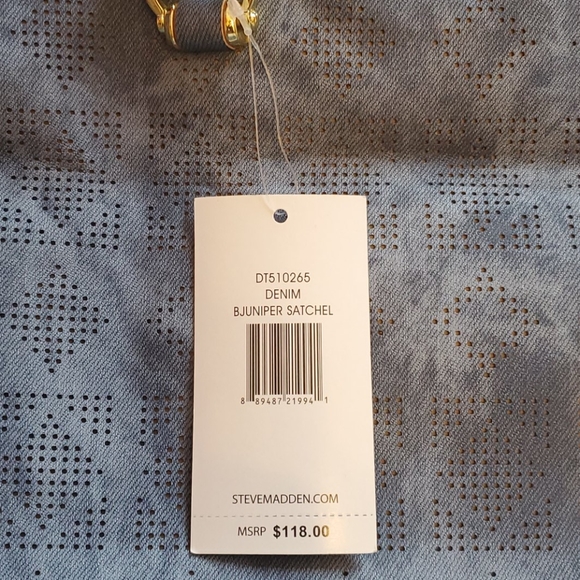 DT510265
DENIM
BJUNIPER SATCHEL
8 89487 21994 1
STEVEMADDEN.COM
MSRP $118.00